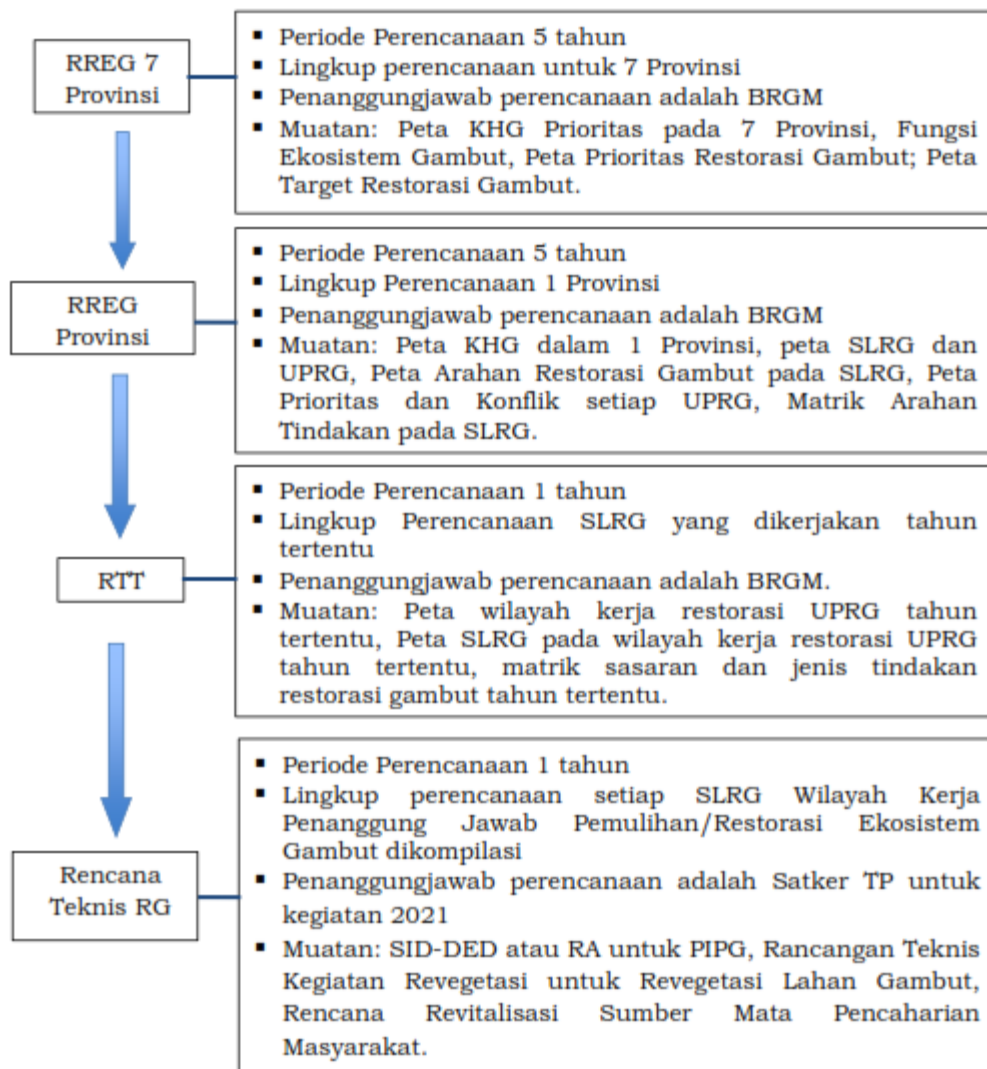 RREG 7
Provinsi
▪ Periode Perencanaan 5 tahun
▪ Lingkup perencanaan untuk 7 Provinsi
▪ Penanggungjawab perencanaan adalah BRGM
▪ Muatan: Peta KHG Prioritas pada 7 Provinsi, Fungsi
Ekosistem Gambut, Peta Prioritas Restorasi Gambut; Peta
Target Restorasi Gambut.
RREG
Provinsi
▪ Periode Perencanaan 5 tahun
▪ Lingkup Perencanaan 1 Provinsi
▪ Penanggungjawab perencanaan adalah BRGM
▪ Muatan: Peta KHG dalam 1 Provinsi, peta SLRG dan
UPRG, Peta Arahan Restorasi Gambut pada SLRG, Peta
Prioritas dan Konflik setiap UPRG, Matrik Arahan
Tindakan pada SLRG.
RTT
▪ Periode Perencanaan 1 tahun
▪ Lingkup Perencanaan SLRG yang dikerjakan tahun
tertentu
▪ Penanggungjawab perencanaan adalah BRGM.
▪ Muatan: Peta wilayah kerja restorasi UPRG tahun
tertentu, Peta SLRG pada wilayah kerja restorasi UPRG
tahun tertentu, matrik sasaran dan jenis tindakan
restorasi gambut tahun tertentu.
Rencana
Teknis RG
▪ Periode Perencanaan 1 tahun
▪ Lingkup perencanaan setiap SLRG Wilayah Kerja
Penanggung Jawab Pemulihan/Restorasi Ekosistem
Gambut dikompilasi
▪ Penanggungjawab perencanaan adalah Satker TP untuk
kegiatan 2021
▪ Muatan: SID-DED atau RA untuk PIPG, Rancangan Teknis
Kegiatan Revegetasi untuk Revegetasi Lahan Gambut,
Rencana Revitalisasi Sumber Mata Pencaharian
Masyarakat.